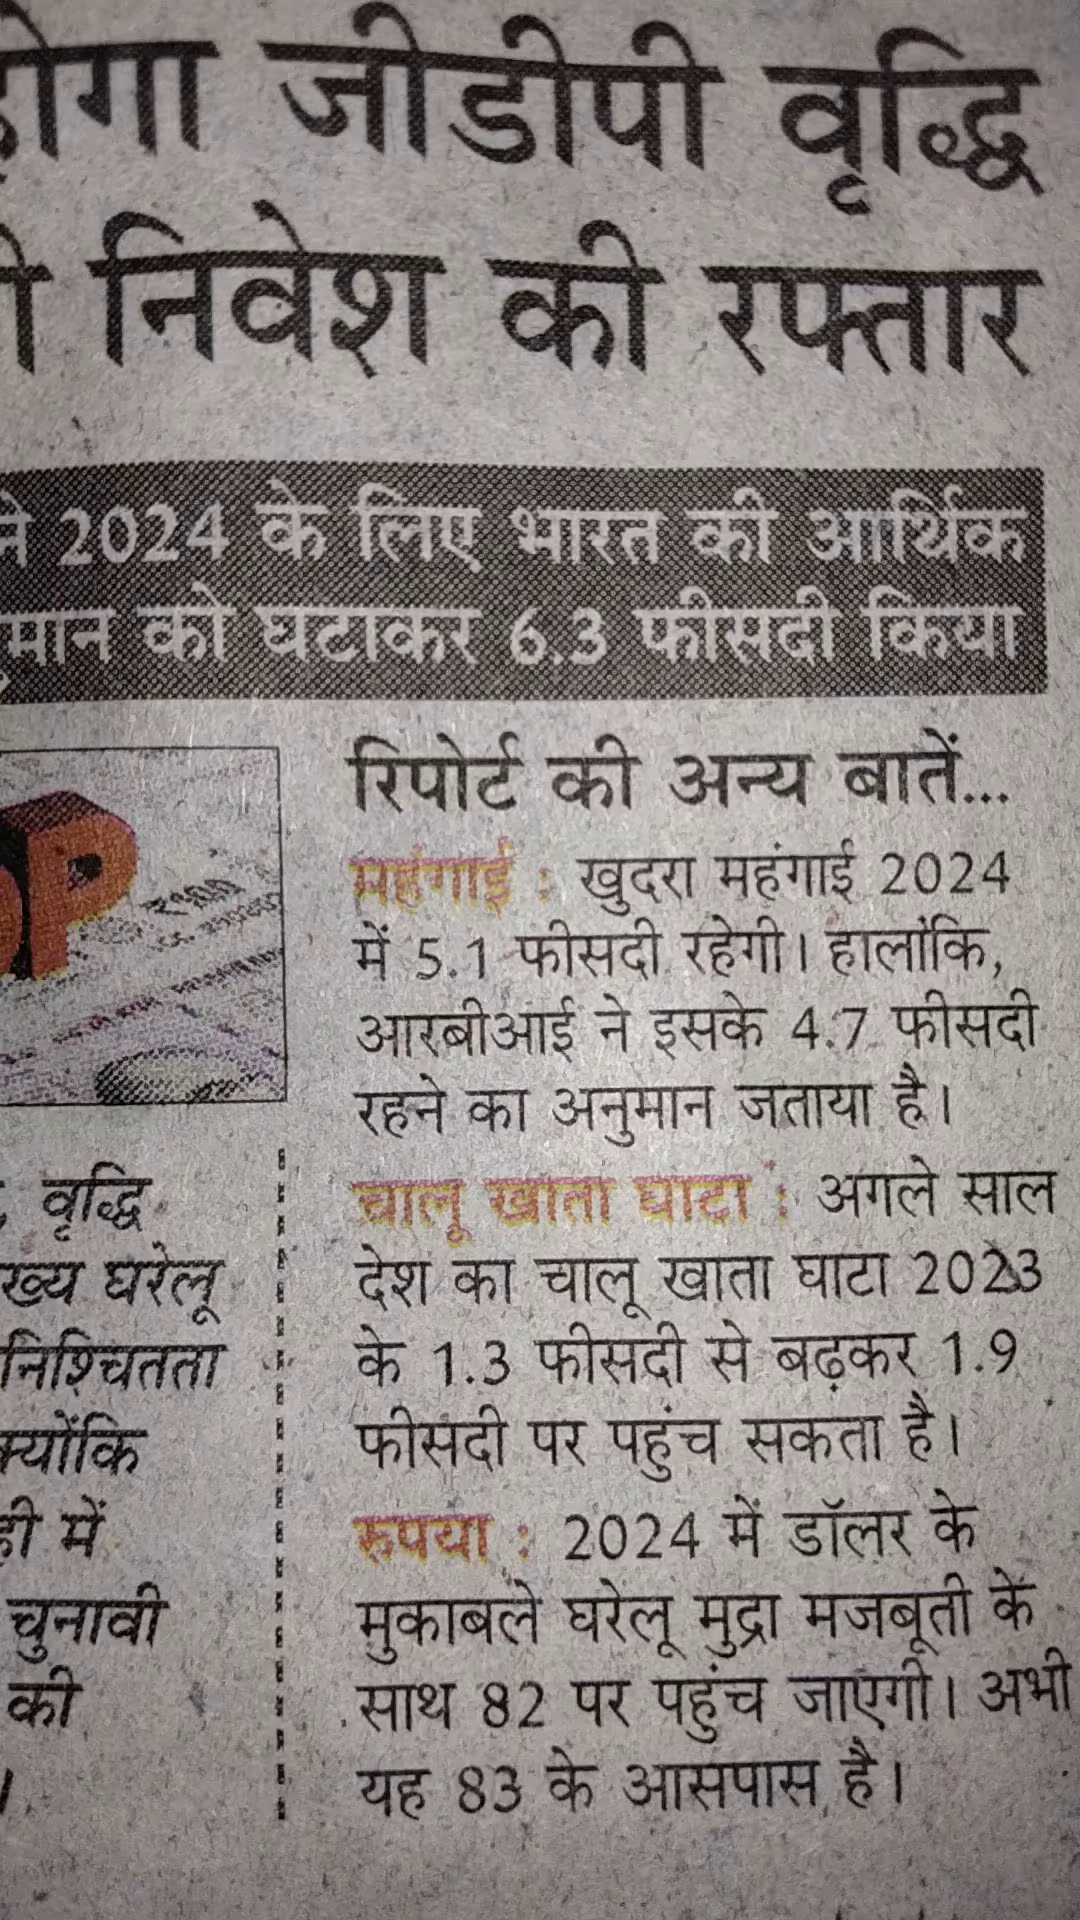 होगा जीडीपी वृद्धि
निवेश की रफ्तार
ने 2024 के लिए भारत की आर्थिक
मान को घटाकर 6.3 फीसदी किया
रिपोर्ट की अन्य बातें...
महंगाई : खुदरा महंगाई 2024
में 5.1 फीसदी रहेगी। हालांकि,
आरबीआई ने इसके 4.7 फीसदी
रहने का अनुमान जताया है।
चालू खाता घाटा : अगले साल
देश का चालू खाता घाटा 2023
के 1.3 फीसदी से बढ़कर 1.9
फीसदी पर पहुंच सकता है।
रुपया : 2024 में डॉलर के
मुकाबले घरेलू मुद्रा मजबूती के
साथ 82 पर पहुंच जाएगी। अभी
यह 83 के आसपास है।
P
, वृद्धि
ख्य घरेलू
निश्चितता
क्योंकि
ही में
चुनावी
की
।